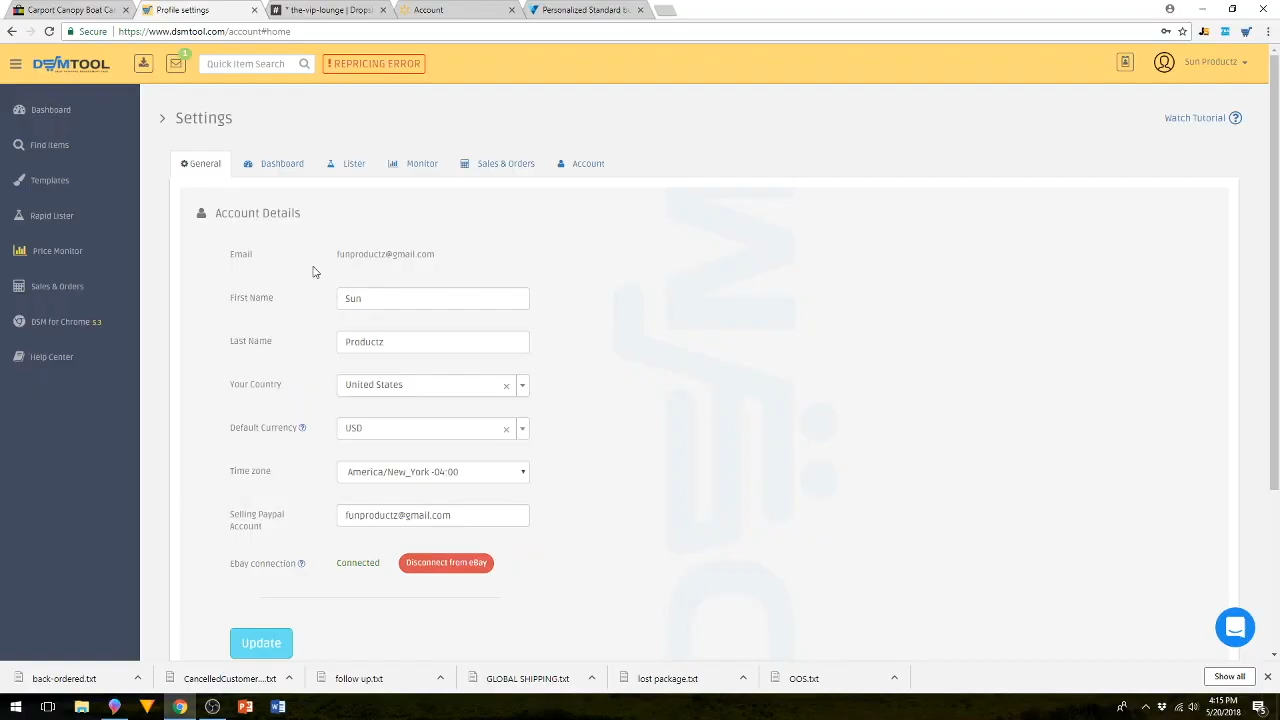 Carport Canopy Boat Car
Profile settings
* the-vip-lounge | Drops
Account
Personalized Standard bu
Secure
https://www.dsmtool.com/account#home
DSMTOOL
1
Quick Item Search
! REPRICING ERROR
Sun Productz
Dashboard
Find Items
Templates
Rapid Lister
Price Monitor
Sales & Orders
DSM for Chrome 5.3
Help Center
Settings
Watch Tutorial ?
General
Dashboard
Lister
Monitor
Sales & Orders
Account
Account Details
Email
funproductz@gmail.com
First Name
Sun
Last Name
Productz
Your Country
United States
Default Currency ?
USD
Time zone
America/New_York -04:00
Selling Paypal
Account
funproductz@gmail.com
Ebay connection ?
Connected
Disconnect from eBay
Update
back-ordered.txt
CancelledCustomer....txt
follow up.txt
GLOBAL SHIPPING.txt
lost package.txt
OOS.txt
Show all
4:15 PM
5/20/2018